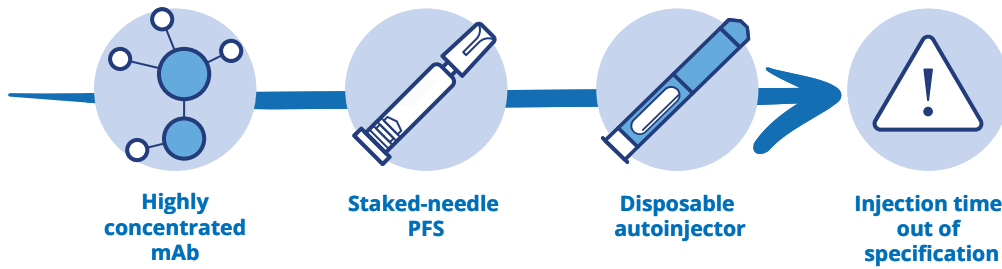 Highly
concentrated
mAb
Staked-needle
PFS
Disposable
autoinjector
!
Injection time
out of
specification